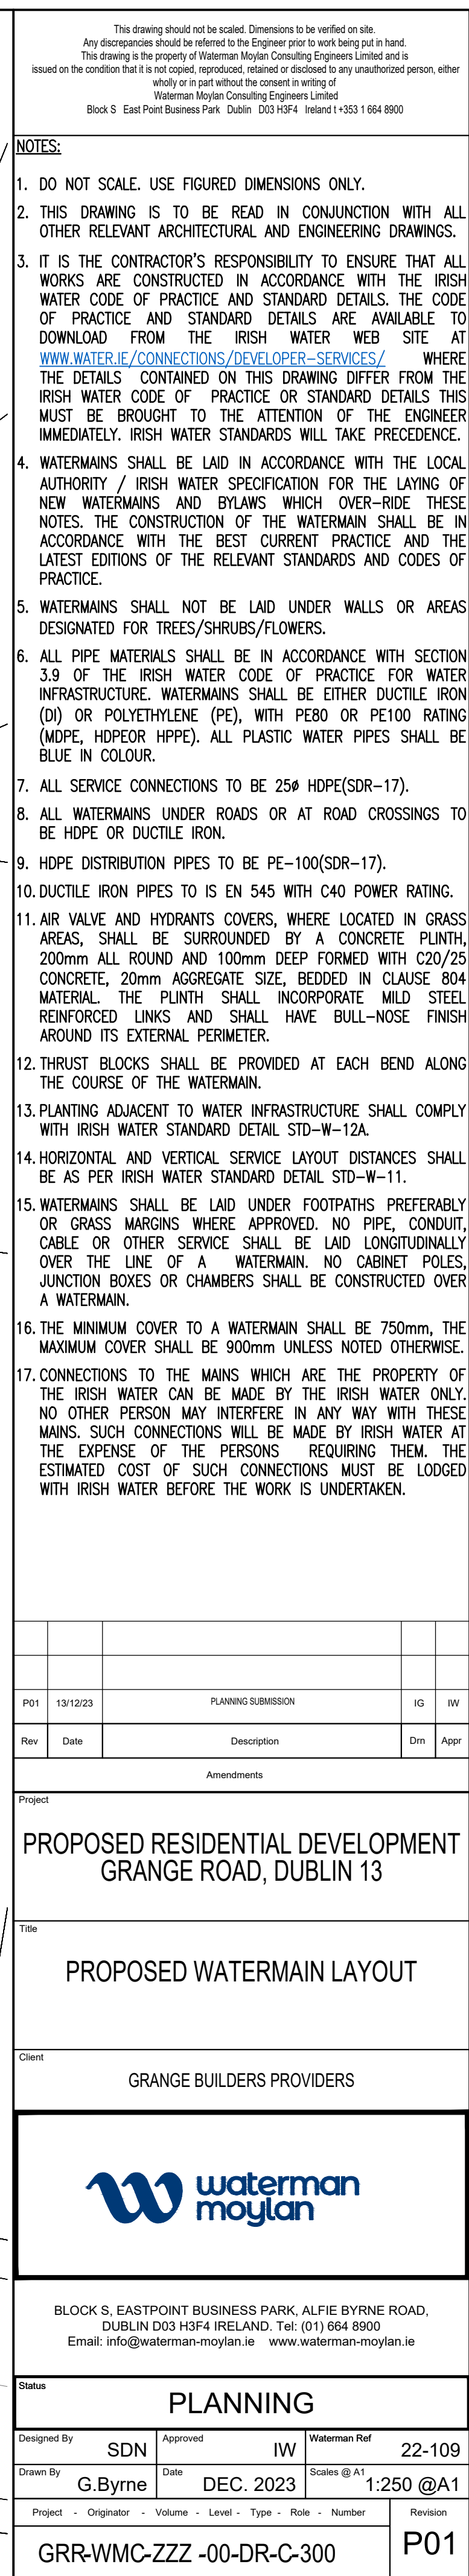 This drawing should not be scaled. Dimensions to be verified on site.
Any discrepancies should be referred to the Engineer prior to work being put in hand.
This drawing is the property of Waterman Moylan Consulting Engineers Limited and is
issued on the condition that it is not copied, reproduced, retained or disclosed to any unauthorized person, either
wholly or in part without the consent in writing of
Waterman Moylan Consulting Engineers Limited
Block S East Point Business Park Dublin D03 H3F4 Ireland t +353 1 664 8900
NOTES:
1. DO NOT SCALE. USE FIGURED DIMENSIONS ONLY.
2. THIS DRAWING IS TO BE READ IN CONJUNCTION WITH ALL
OTHER RELEVANT ARCHITECTURAL AND ENGINEERING DRAWINGS.
3. IT IS THE CONTRACTOR'S RESPONSIBILITY TO ENSURE THAT ALL
WORKS ARE CONSTRUCTED IN ACCORDANCE WITH THE IRISH
WATER CODE OF PRACTICE AND STANDARD DETAILS. THE CODE
OF PRACTICE AND STANDARD DETAILS ARE AVAILABLE TO
DOWNLOAD FROM THE IRISH WATER WEB SITE AT
WWW.WATER.IE/CONNECTIONS/DEVELOPER-SERVICES/ WHERE
THE DETAILS CONTAINED ON THIS DRAWING DIFFER FROM THE
IRISH WATER CODE OF PRACTICE OR STANDARD DETAILS THIS
MUST BE BROUGHT TO THE ATTENTION OF THE ENGINEER
IMMEDIATELY. IRISH WATER STANDARDS WILL TAKE PRECEDENCE.
4. WATERMAINS SHALL BE LAID IN ACCORDANCE WITH THE LOCAL
AUTHORITY / IRISH WATER SPECIFICATION FOR THE LAYING OF
NEW WATERMAINS AND BYLAWS WHICH OVER-RIDE THESE
NOTES. THE CONSTRUCTION OF THE WATERMAIN SHALL BE IN
ACCORDANCE WITH THE BEST CURRENT PRACTICE AND THE
LATEST EDITIONS OF THE RELEVANT STANDARDS AND CODES OF
PRACTICE.
5. WATERMAINS SHALL NOT BE LAID UNDER WALLS OR AREAS
DESIGNATED FOR TREES/SHRUBS/FLOWERS.
6. ALL PIPE MATERIALS SHALL BE IN ACCORDANCE WITH SECTION
3.9 OF THE IRISH WATER CODE OF PRACTICE FOR WATER
INFRASTRUCTURE. WATERMAINS SHALL BE EITHER DUCTILE IRON
(DI) OR POLYETHYLENE (PE), WITH PE80 OR PE100 RATING
(MDPE, HDPEOR HPPE). ALL PLASTIC WATER PIPES SHALL BE
BLUE IN COLOUR.
7. ALL SERVICE CONNECTIONS TO BE 25ø HDPE(SDR-17).
8. ALL WATERMAINS UNDER ROADS OR AT ROAD CROSSINGS TO
BE HDPE OR DUCTILE IRON.
9. HDPE DISTRIBUTION PIPES TO BE PE-100(SDR-17).
10. DUCTILE IRON PIPES TO IS EN 545 WITH C40 POWER RATING.
11. AIR VALVE AND HYDRANTS COVERS, WHERE LOCATED IN GRASS
AREAS, SHALL BE SURROUNDED BY A CONCRETE PLINTH,
200mm ALL ROUND AND 100mm DEEP FORMED WITH C20/25
CONCRETE, 20mm AGGREGATE SIZE, BEDDED IN CLAUSE 804
MATERIAL. THE PLINTH SHALL INCORPORATE MILD STEEL
REINFORCED LINKS AND SHALL HAVE BULL-NOSE FINISH
AROUND ITS EXTERNAL PERIMETER.
12. THRUST BLOCKS SHALL BE PROVIDED AT EACH BEND ALONG
THE COURSE OF THE WATERMAIN.
13. PLANTING ADJACENT TO WATER INFRASTRUCTURE SHALL COMPLY
WITH IRISH WATER STANDARD DETAIL STD-W-12A.
14. HORIZONTAL AND VERTICAL SERVICE LAYOUT DISTANCES SHALL
BE AS PER IRISH WATER STANDARD DETAIL STD-W-11.
15. WATERMAINS SHALL BE LAID UNDER FOOTPATHS PREFERABLY
OR GRASS MARGINS WHERE APPROVED. NO PIPE, CONDUIT,
CABLE OR OTHER SERVICE SHALL BE LAID LONGITUDINALLY
OVER THE LINE OF A WATERMAIN. NO CABINET POLES,
JUNCTION BOXES OR CHAMBERS SHALL BE CONSTRUCTED OVER
A WATERMAIN.
16. THE MINIMUM COVER TO A WATERMAIN SHALL BE 750mm, THE
MAXIMUM COVER SHALL BE 900mm UNLESS NOTED OTHERWISE.
17. CONNECTIONS TO THE MAINS WHICH ARE THE PROPERTY OF
THE IRISH WATER CAN BE MADE BY THE IRISH WATER ONLY.
NO OTHER PERSON MAY INTERFERE IN ANY WAY WITH THESE
MAINS. SUCH CONNECTIONS WILL BE MADE BY IRISH WATER AT
THE EXPENSE OF THE PERSONS REQUIRING THEM. THE
ESTIMATED COST OF SUCH CONNECTIONS MUST BE LODGED
WITH IRISH WATER BEFORE THE WORK IS UNDERTAKEN.
P01 13/12/23 PLANNING SUBMISSION IG IW
Rev Date Description Drn Appr
Amendments
Project
PROPOSED RESIDENTIAL DEVELOPMENT
GRANGE ROAD, DUBLIN 13
Title
PROPOSED WATERMAIN LAYOUT
Client
GRANGE BUILDERS PROVIDERS
waterman
moylan
BLOCK S, EASTPOINT BUSINESS PARK, ALFIE BYRNE ROAD,
DUBLIN D03 H3F4 IRELAND. Tel: (01) 664 8900
Email: info@waterman-moylan.ie www.waterman-moylan.ie
Status
PLANNING
Designed By Approved Waterman Ref
SDN IW 22-109
Drawn By Date Scales @ A1
G.Byrne DEC. 2023 1:250 @A1
Project - Originator - Volume - Level - Type - Role - Number Revision
GRR-WMC-ZZZ -00-DR-C-300 P01